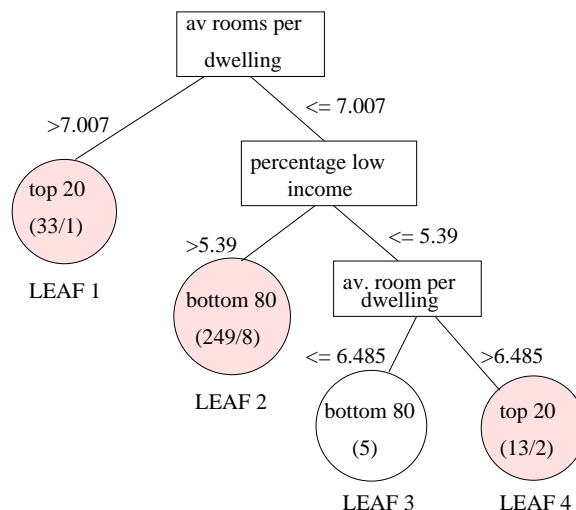 av rooms per
dwelling
>7.007
<= 7.007
top 20
(33/1)
LEAF 1
percentage low
income
>5.39
<= 5.39
bottom 80
(249/8)
LEAF 2
av. room per
dwelling
<= 6.485
>6.485
bottom 80
(5)
LEAF 3
top 20
(13/2)
LEAF 4